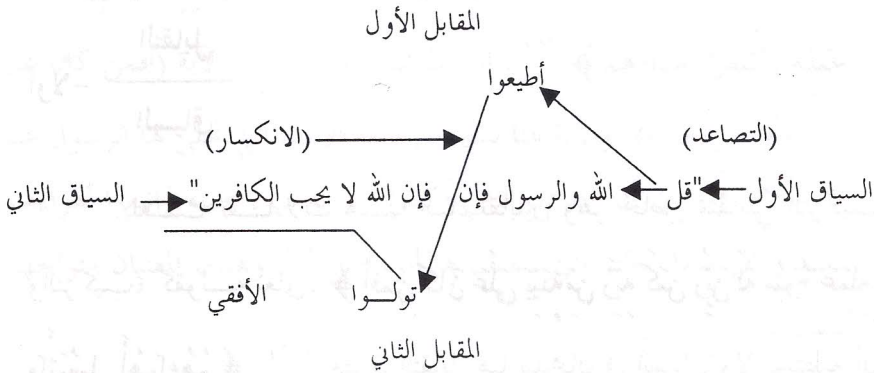 المقابل الأول
أطيعوا
(التصاعد) (الانكسار)
السياق الأول "قل الله والرسول فإن فإن الله لا يحب الكافرين" السياق الثاني
تولــوا الأفقي
المقابل الثاني